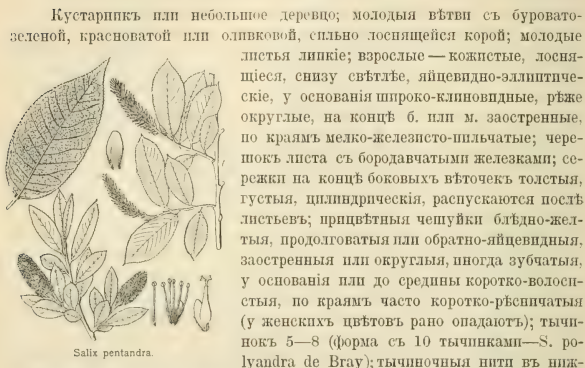 Кустарникъ или небольшое деревцо; молодыя вѣтви съ буровато-
зеленой, красноватой или оливковой, сильно лоснящейся корой; молодые
листья липкіе; взрослые — кожистые, лосня-
щіеся, снизу свѣтлѣе, яйцевидно-эллиптиче-
скіе, у основанія широко-клиновидные, рѣже
округлые, на концѣ б. или м. заостренные,
по краямъ мелко-железисто-пильчатые; чере-
шокъ листа съ бородавчатыми железками; се-
режки на концѣ боковыхъ вѣточекъ толстыя,
густыя, цилиндрическія, распускаются послѣ
листьевъ; прицвѣтныя чешуйки блѣдно-жел-
тыя, продолговатыя или обратно-яйцевидныя,
заостренныя или округлыя, иногда зубчатыя,
у основанія или до средины коротко-волоси-
стыя, по краямъ часто коротко-рѣсничатыя
(у женскихъ цвѣтовъ рано опадаютъ); тычи-
нокъ 5—8 (форма съ 10 тычинками—S. po-
lyandra de Bray); тычиночныя нити въ ниж-
Salix pentandra.